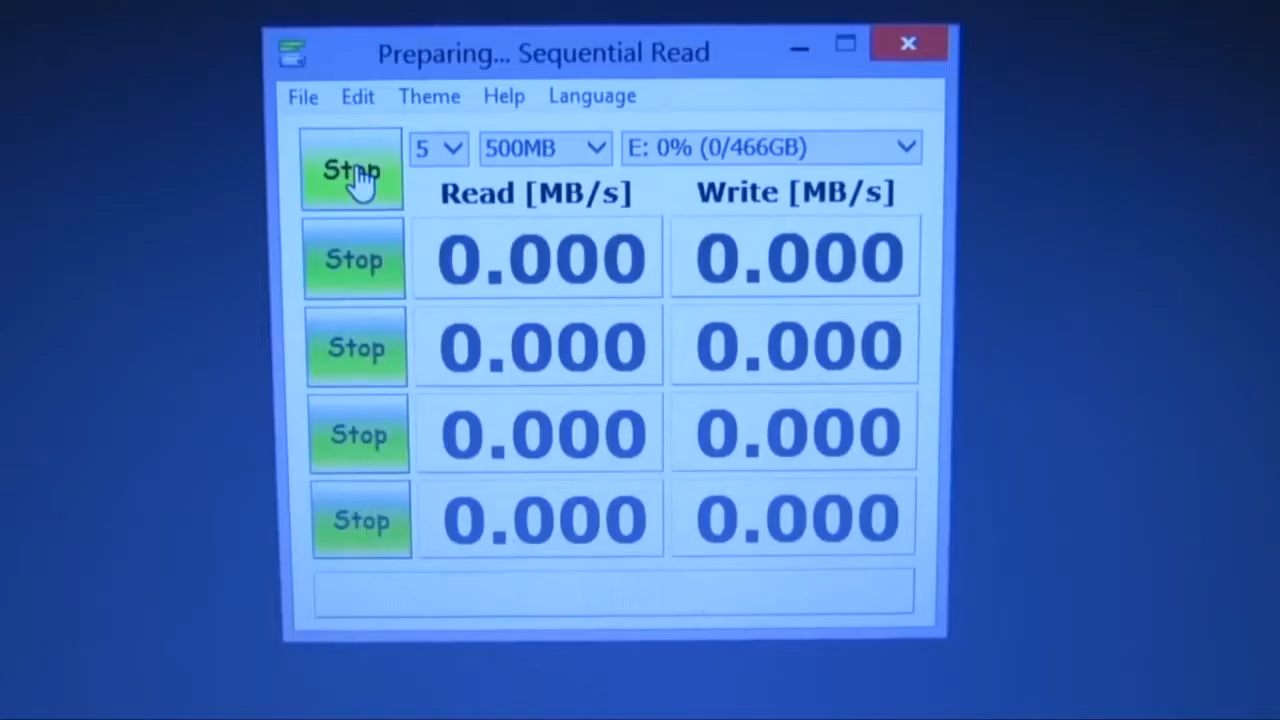 Preparing... Sequential Read
File Edit Theme Help Language
Stop 5 500MB E: 0% (0/466GB)
Read [MB/s] Write [MB/s]
Stop 0.000 0.000
Stop 0.000 0.000
Stop 0.000 0.000
Stop 0.000 0.000